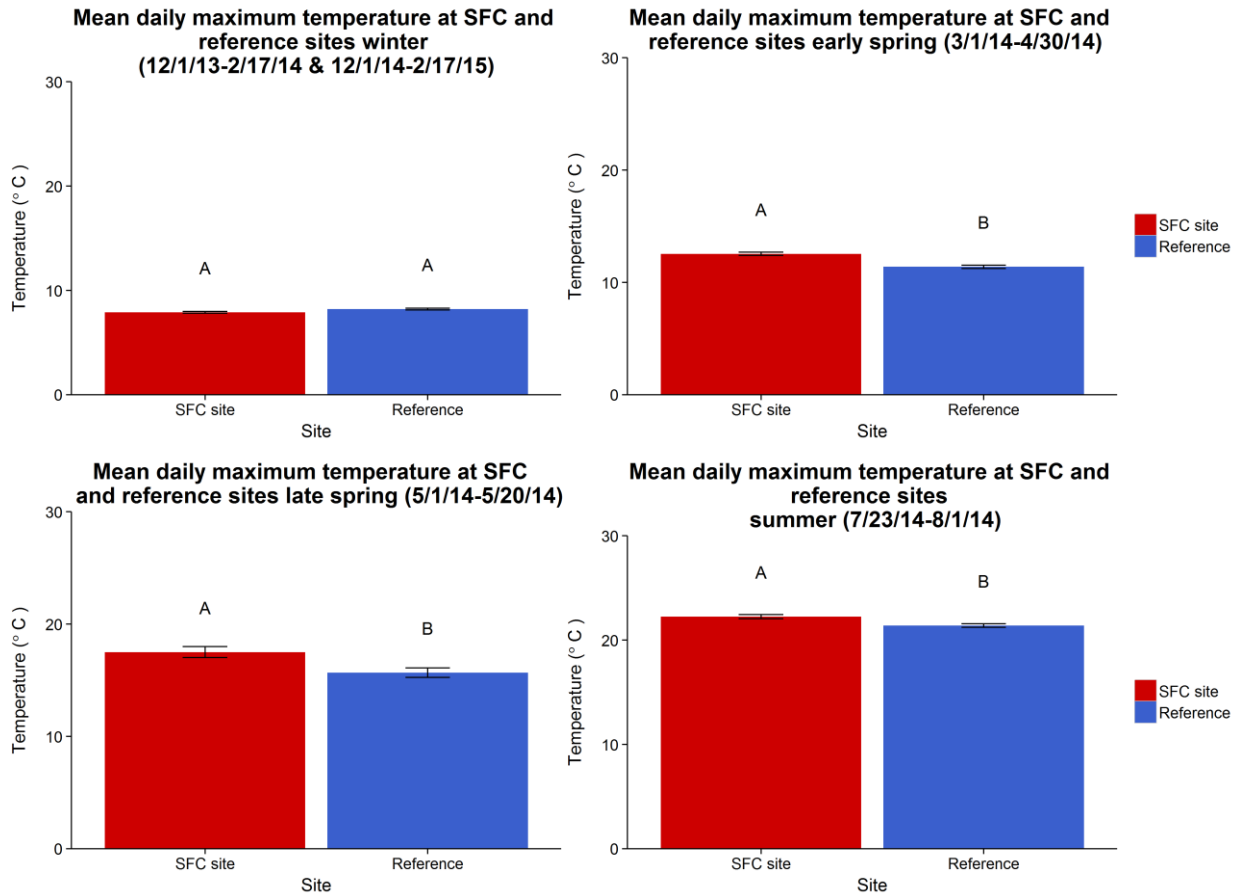 Mean daily maximum temperature at SFC and
reference sites winter
(12/1/13-2/17/14 & 12/1/14-2/17/15)
30
20
10
0
Temperature (° C )
A
A
SFC site
Reference
Site
Mean daily maximum temperature at SFC and
reference sites early spring (3/1/14-4/30/14)
30
20
10
0
Temperature (° C )
A
B
SFC site
Reference
Site
SFC site
Reference
Mean daily maximum temperature at SFC
and reference sites late spring (5/1/14-5/20/14)
30
20
10
0
Temperature (° C )
A
B
SFC site
Reference
Site
Mean daily maximum temperature at SFC and
reference sites
summer (7/23/14-8/1/14)
30
20
10
0
Temperature (° C )
A
B
SFC site
Reference
Site
SFC site
Reference